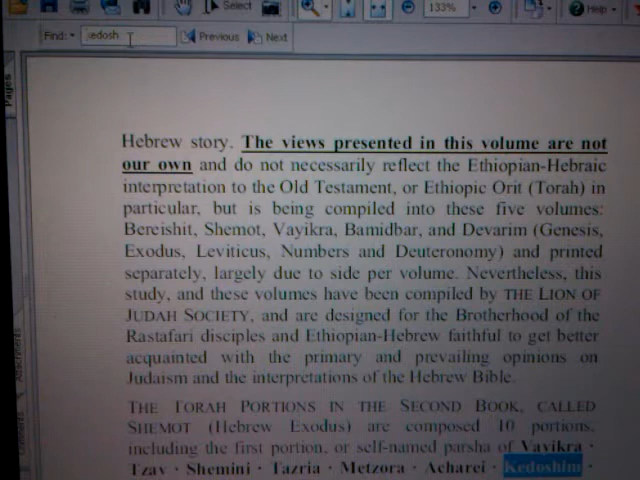 Select
133%
Help
Find:
kedosh
Previous
Next
Pages
Hebrew story. The views presented in this volume are not
our own and do not necessarily reflect the Ethiopian-Hebraic
interpretation to the Old Testament, or Ethiopic Orit (Torah) in
particular, but is being compiled into these five volumes:
Bereishit, Shemot, Vayikra, Bamidbar, and Devarim (Genesis,
Exodus, Leviticus, Numbers and Deuteronomy) and printed
separately, largely due to side per volume. Nevertheless, this
study, and these volumes have been compiled by THE LION OF
JUDAH SOCIETY, and are designed for the Brotherhood of the
Rastafari disciples and Ethiopian-Hebrew faithful to get better
acquainted with the primary and prevailing opinions on
Judaism and the interpretations of the Hebrew Bible.
THE TORAH PORTIONS IN THE SECOND BOOK, CALLED
SHEMOT (Hebrew Exodus) are composed 10 portions,
including the first portion, or self-named parsha of Vayikra ·
Tzav · Shemini · Tazria · Metzora · Acharei · Kedoshim ·
Attachments
Comments